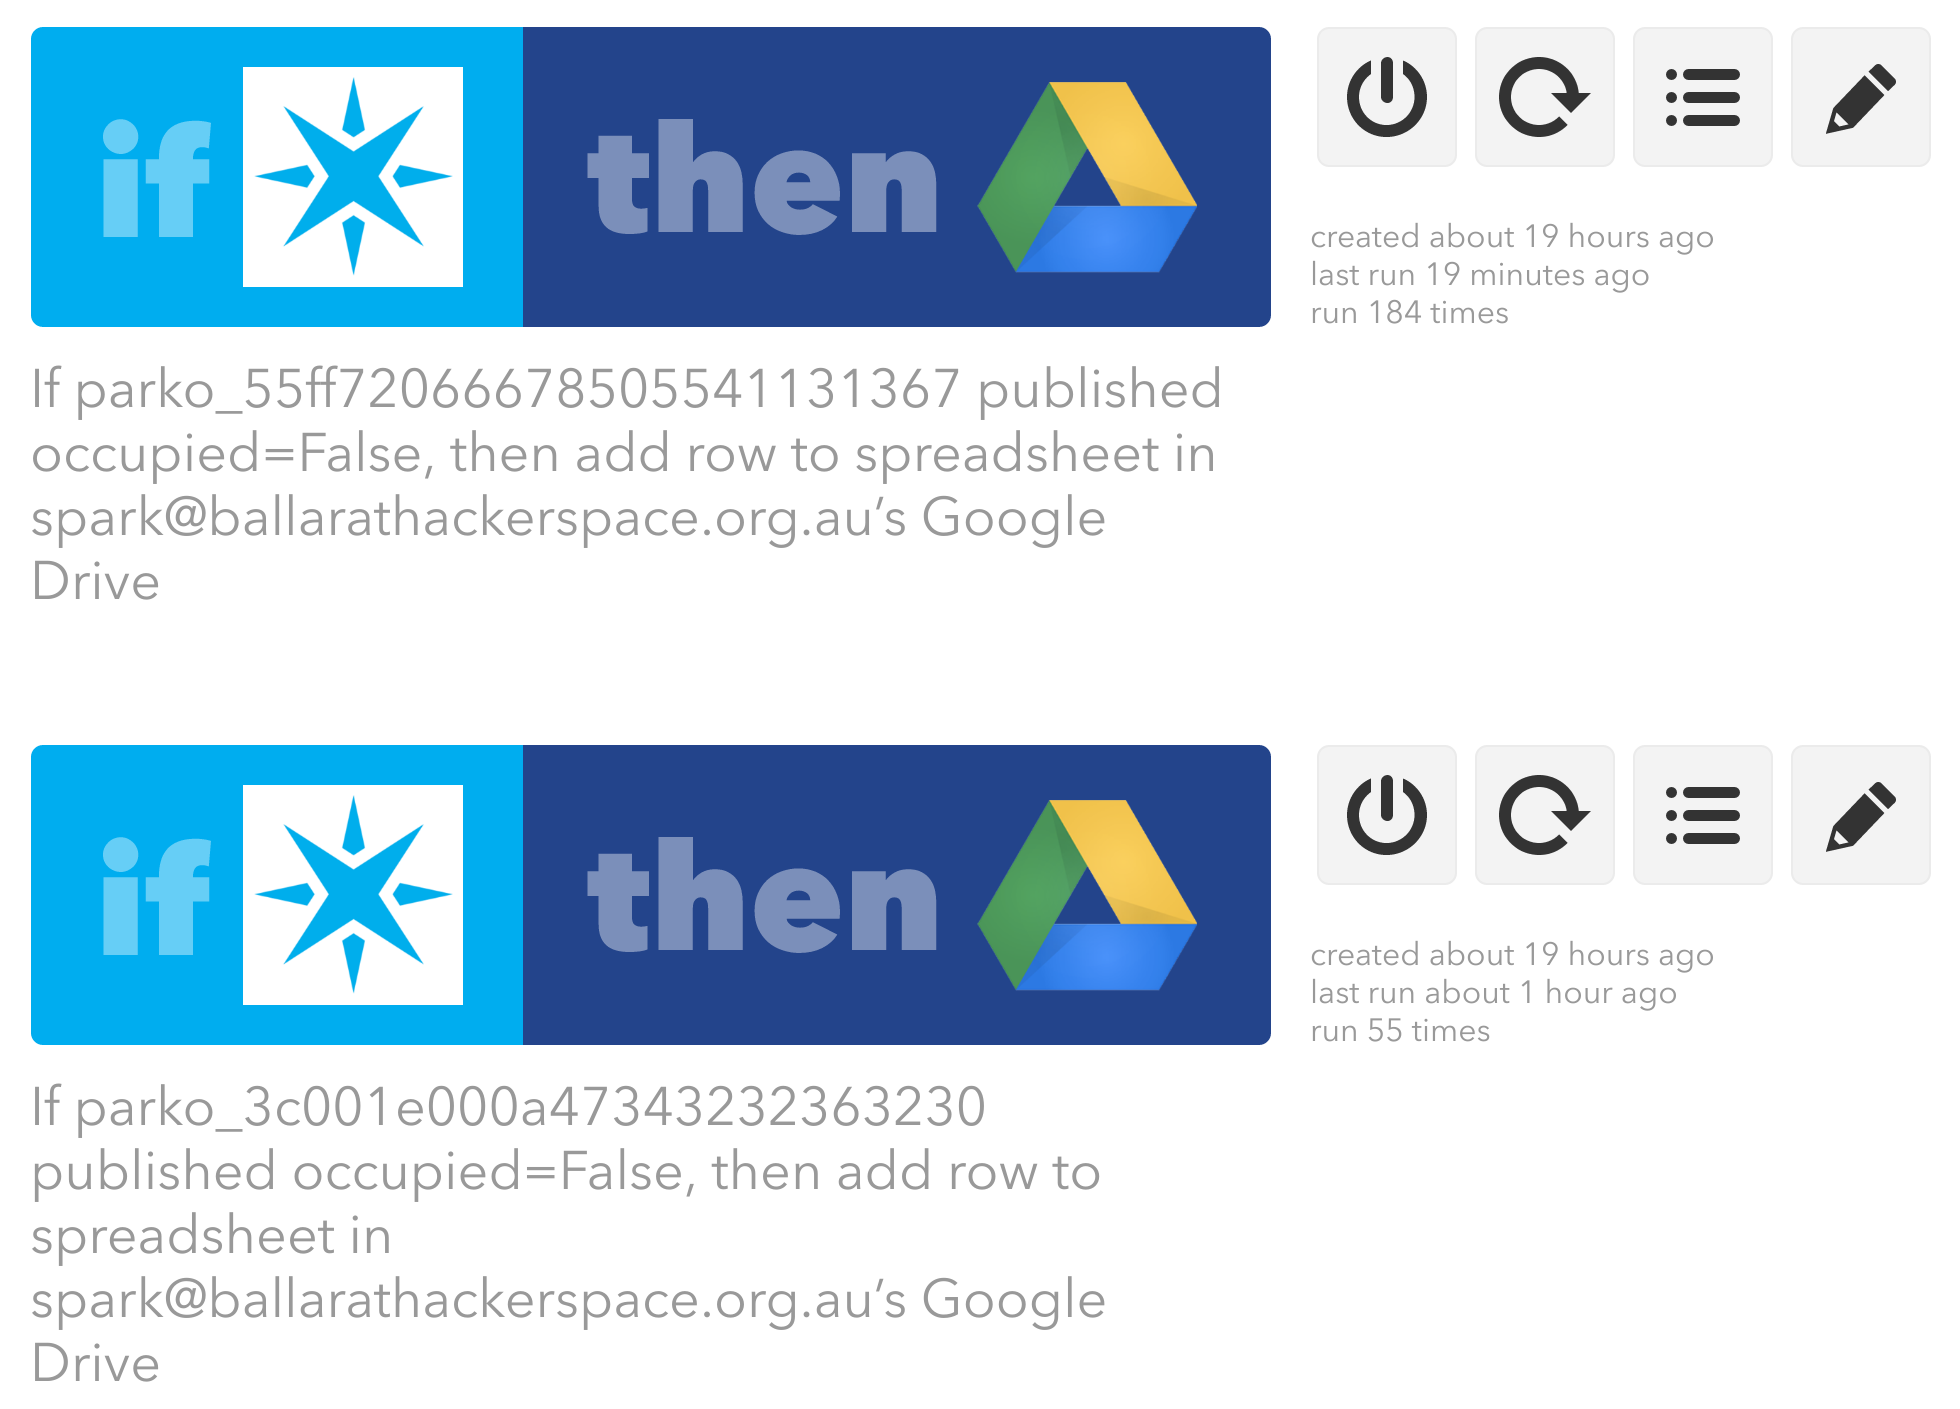 if then
created about 19 hours ago
last run 19 minutes ago
run 184 times
If parko_55ff72066678505541131367 published
occupied=False, then add row to spreadsheet in
spark@ballarathackerspace.org.au’s Google
Drive
if then
created about 19 hours ago
last run about 1 hour ago
run 55 times
If parko_3c001e000a47343232363230
published occupied=False, then add row to
spreadsheet in
spark@ballarathackerspace.org.au’s Google
Drive